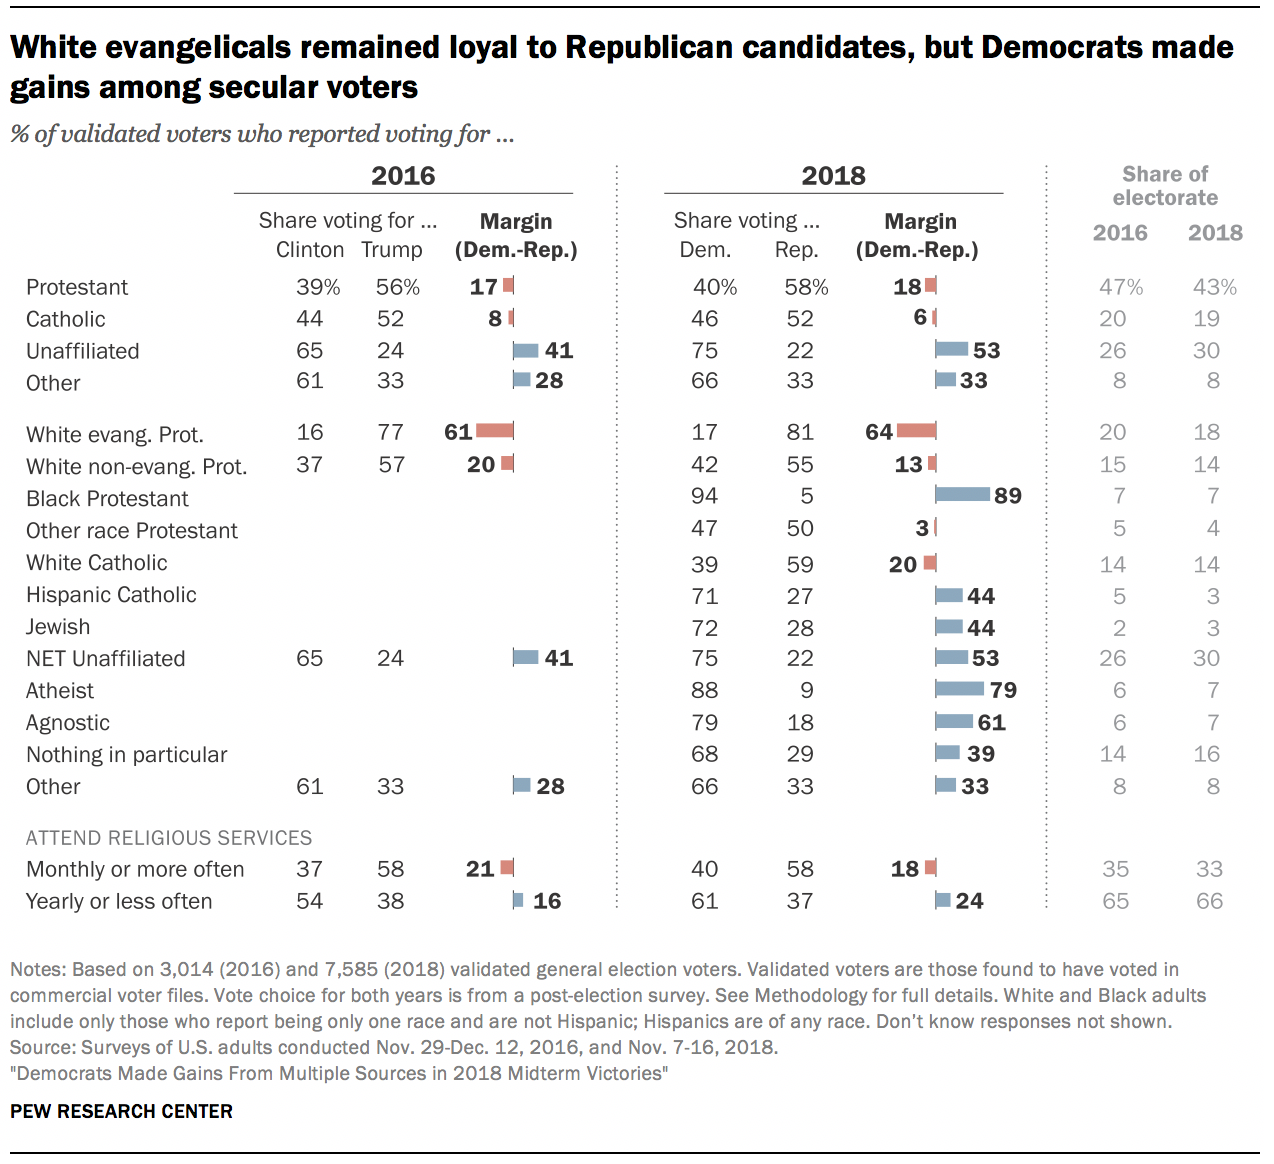 White evangelicals remained loyal to Republican candidates, but Democrats made
gains among secular voters
% of validated voters who reported voting for ...
2016 2018 Share of
electorate
Share voting for ... Margin Share voting ... Margin 2016 2018
Clinton Trump (Dem.-Rep.) Dem. Rep. (Dem.-Rep.)
Protestant 39% 56% 17 40% 58% 18 47% 43%
Catholic 44 52 8 46 52 6 20 19
Unaffiliated 65 24 41 75 22 53 26 30
Other 61 33 28 66 33 33 8 8
White evang. Prot. 16 77 61 17 81 64 20 18
White non-evang. Prot. 37 57 20 42 55 13 15 14
Black Protestant 94 5 89 7 7
Other race Protestant 47 50 3 5 4
White Catholic 39 59 20 14 14
Hispanic Catholic 71 27 44 5 3
Jewish 72 28 44 2 3
NET Unaffiliated 65 24 41 75 22 53 26 30
Atheist 88 9 79 6 7
Agnostic 79 18 61 6 7
Nothing in particular 68 29 39 14 16
Other 61 33 28 66 33 33 8 8
ATTEND RELIGIOUS SERVICES
Monthly or more often 37 58 21 40 58 18 35 33
Yearly or less often 54 38 16 61 37 24 65 66
Notes: Based on 3,014 (2016) and 7,585 (2018) validated general election voters. Validated voters are those found to have voted in
commercial voter files. Vote choice for both years is from a post-election survey. See Methodology for full details. White and Black adults
include only those who report being only one race and are not Hispanic; Hispanics are of any race. Don't know responses not shown.
Source: Surveys of U.S. adults conducted Nov. 29-Dec. 12, 2016, and Nov. 7-16, 2018.
"Democrats Made Gains From Multiple Sources in 2018 Midterm Victories"
PEW RESEARCH CENTER